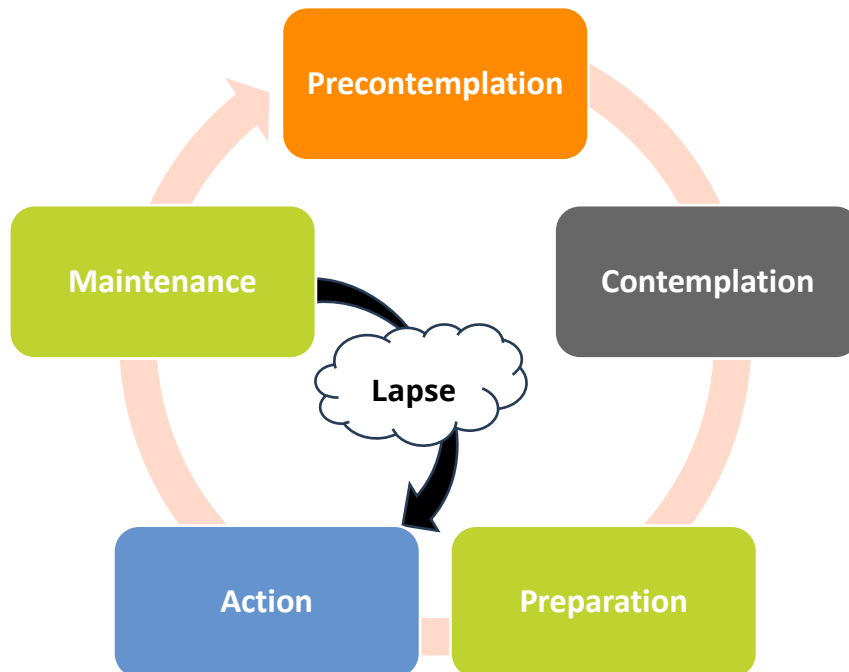 Precontemplation
Contemplation
Preparation
Action
Maintenance
Lapse